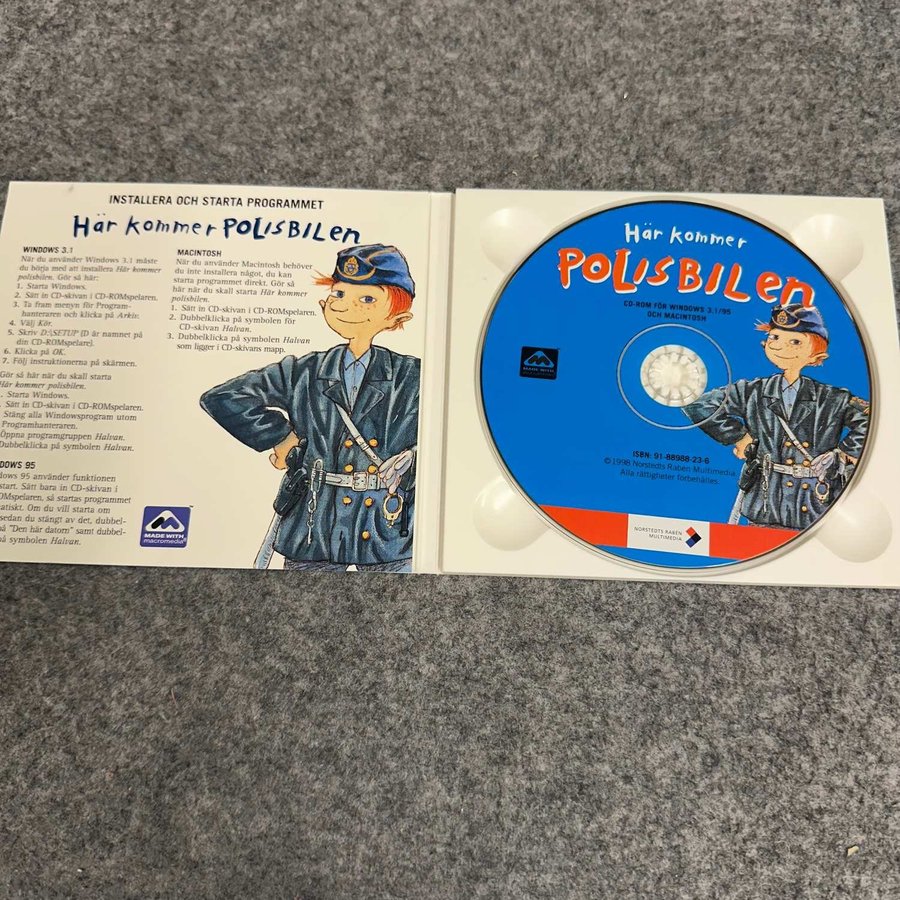 INSTALLERA OCH STARTA PROGRAMMET
Här kommer POLISBILen
WINDOWS 3.1
När du använder Windows 3.1 måste
du börja med att installera Här kommer
polisbilen. Gör så här:
1. Starta Windows.
2. Sätt in CD-skivan i CD-ROMspelaren.
3. Ta fram menyn för Program-
hanteraren och klicka på Arkiv.
4. Välj Kör.
5. Skriv D:\SETUP (D är namnet på
din CD-ROMspelare).
6. Klicka på OK.
7. Följ instruktionerna på skärmen.
Gör så här när du skall starta
Här kommer polisbilen.
. Starta Windows.
Sätt in CD-skivan i CD-ROMspelaren.
Stäng alla Windowsprogram utom
Programhanteraren.
Öppna programgruppen Halvan.
Dubbelklicka på symbolen Halvan.
DOWS 95
dows 95 använder funktionen
start. Sätt bara in CD-skivan i
OMspelaren, så startas programmet
atiskt. Om du vill starta om
sedan du stängt av det, dubbel-
på "Den här datorn" samt dubbel-
på symbolen Halvan.
MACINTOSH
När du använder Macintosh behöver
du inte installera något, du kan
starta programmet direkt. Gör så
här när du skall starta Här kommer
polisbilen.
1. Sätt in CD-skivan i CD-ROMspelaren.
2. Dubbelklicka på symbolen för
CD-skivan Halvan.
3. Dubbelklicka på symbolen Halvan
som ligger i CD-skivans mapp.
MADE WITH
macromedia
Här kommer
POLISBILen
CD-ROM FÖR WINDOWS 3.1/95
OCH MACINTOSH
MADE WITH
ISBN: 91-88988-23-6
© 1998 Norstedts Rabén Multimedia.
Alla rättigheter förbehålles.
NORSTEDTS RABÉN
MULTIMEDIA